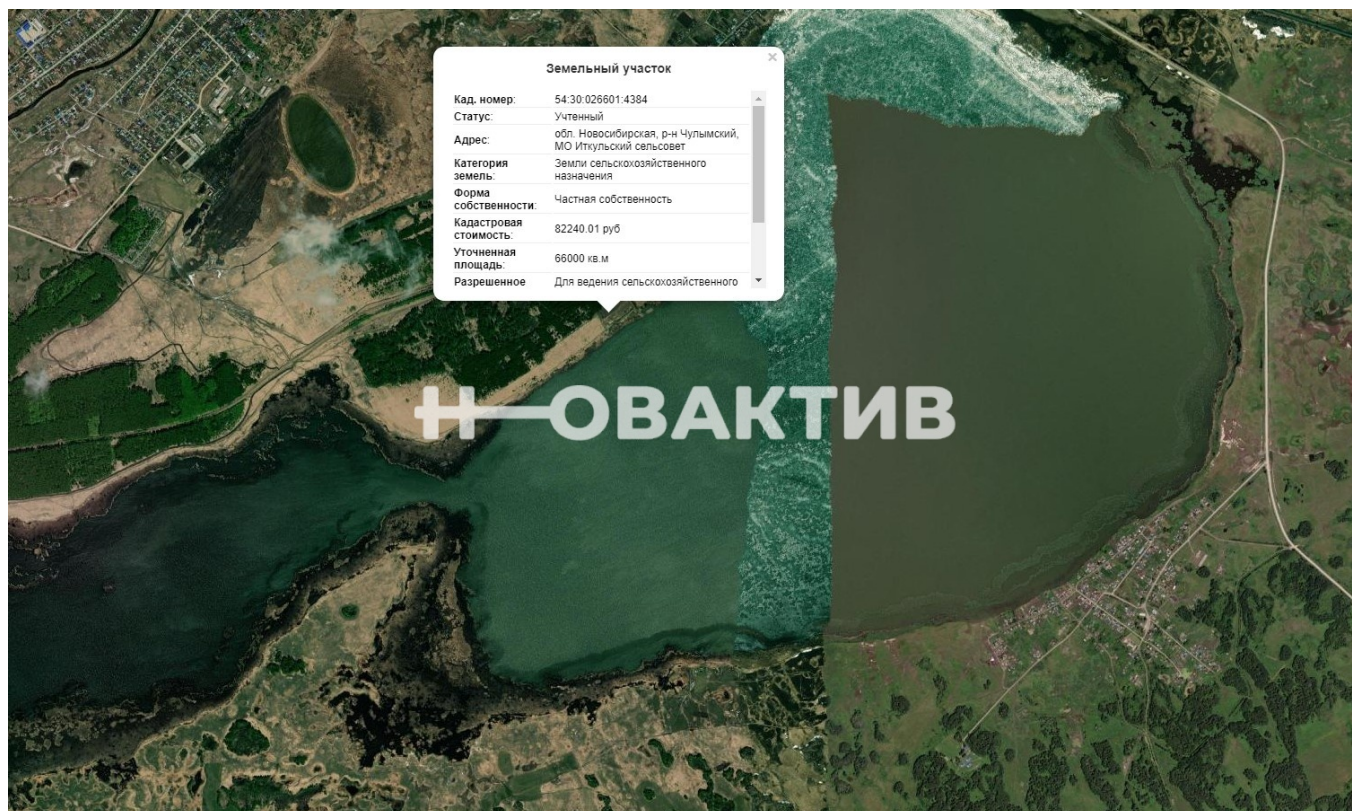 Земельный участок
Кад. номер: 54:30:026601:4384
Статус: Учтенный
Адрес: обл. Новосибирская, р-н Чулымский,
МО Иткульский сельсовет
Категория земель: Земли сельскохозяйственного
назначения
Форма собственности: Частная собственность
Кадастровая стоимость: 82240.01 руб
Уточненная площадь: 66000 кв.м
Разрешенное Для ведения сельскохозяйственного
НОВАКТИВ